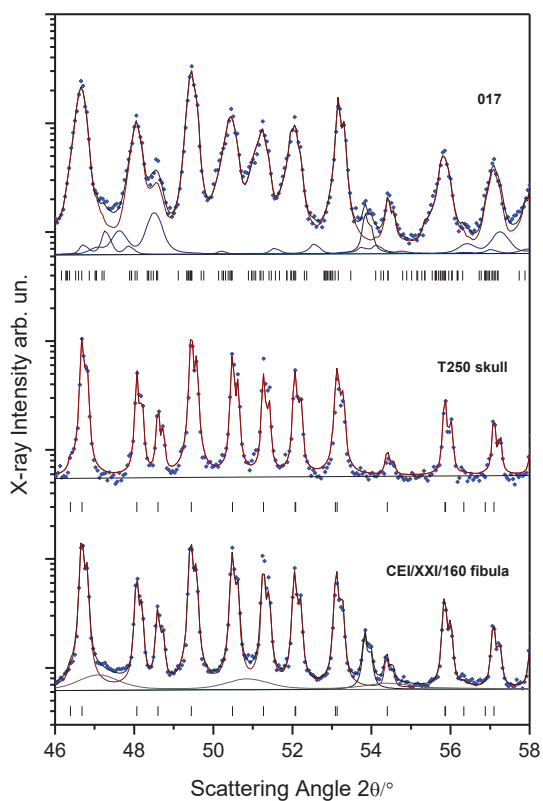 017
T250 skull
CEI/XXI/160 fibula
X-ray Intensity arb. un.
46 48 50 52 54 56 58
Scattering Angle 2θ/°